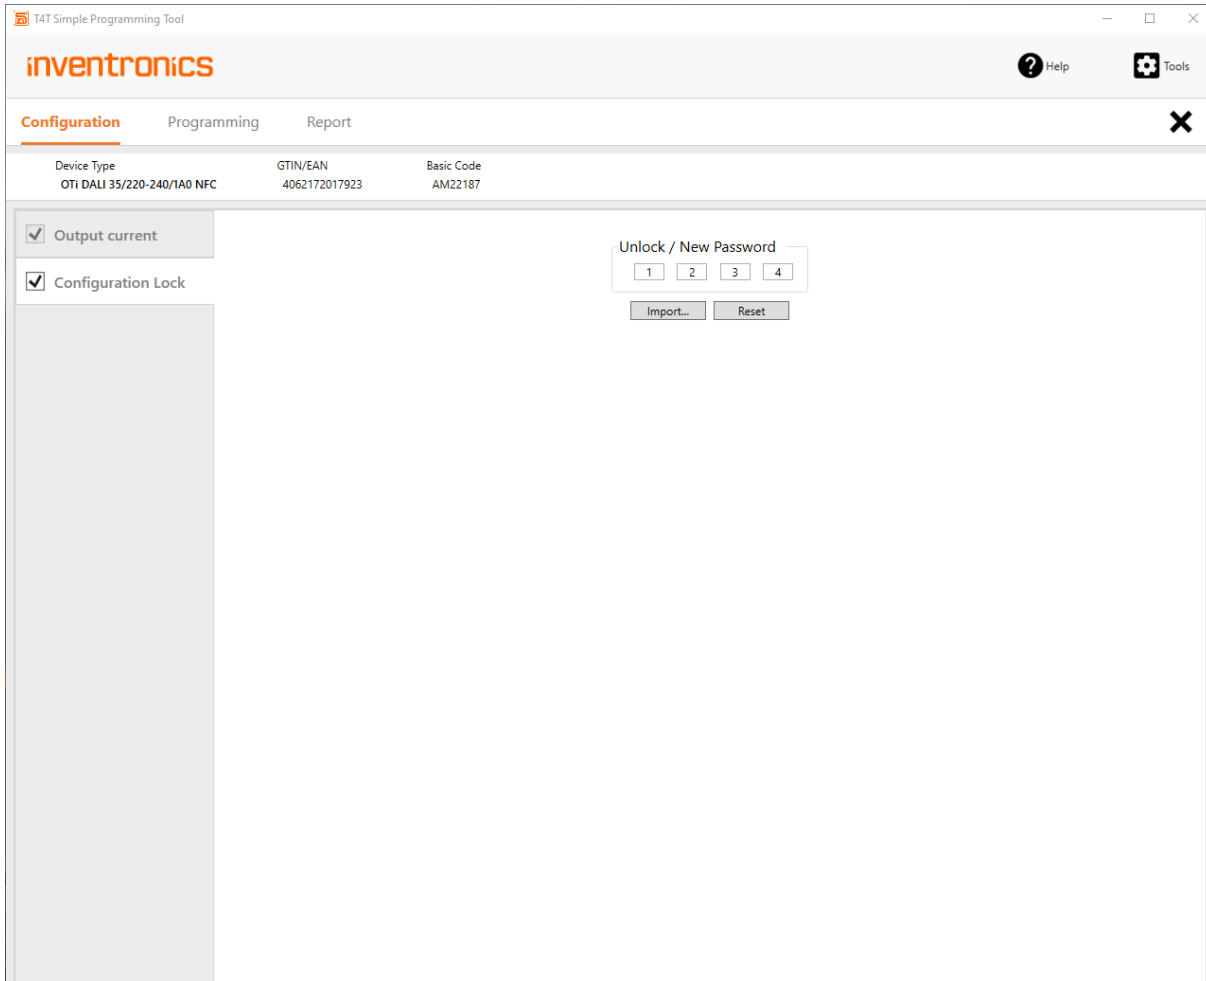 T4T Simple Programming Tool
inventronics
Help
Tools
Configuration Programming Report
Device Type GTIN/EAN Basic Code
OTi DALI 35/220-240/1A0 NFC 4062172017923 AM22187
Output current
Unlock / New Password
1 2 3 4
Configuration Lock
Import... Reset